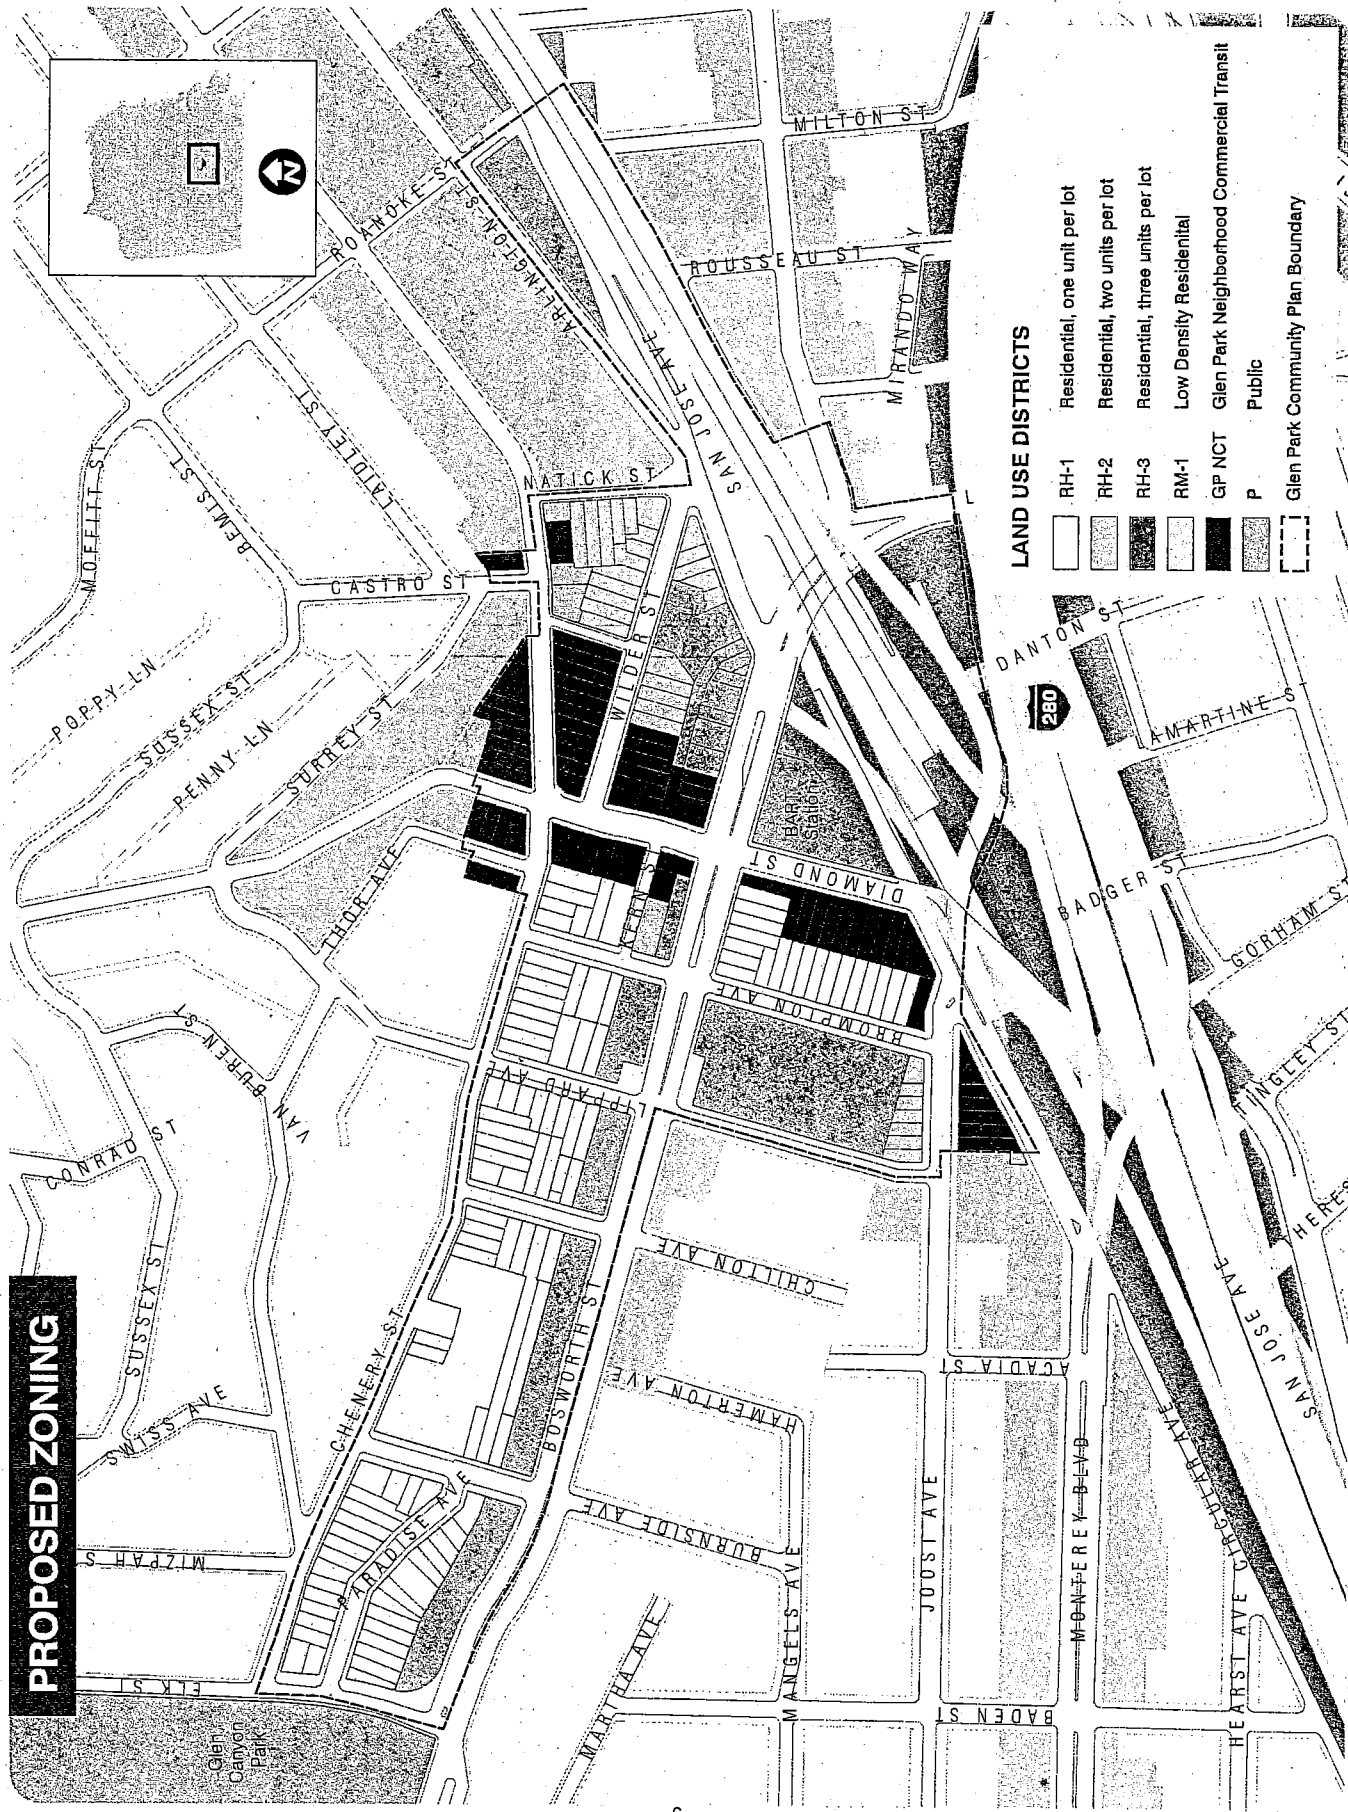 PROPOSED ZONING
N
MOFFITT ST
BEMIS ST
ROANOKE ST
LAIDLEY ST
ARLINGTON ST
NATICK ST
CASTRO ST
POPPY LN
SUSSEX ST
PENNY LN
SURREY ST
THOR AVE
VAN BUREN ST
CONRAD ST
SUSSEX ST
SWISS AVE
MIZPAH S
ELK ST
Glen
Canyon
Park
CHENERY ST
PARADISE AVE
BOSWORTH ST
LIPPARD AVE
KERN ST
WILDER ST
DIAMOND ST
BROMPTON AVE
BAR
Station
SAN JOSE AVE
MILTON ST
ROUSSEAU ST
MIRANDO WAY
L
CHILTON AVE
HAMERTON AVE
BURNSIDE AVE
MARTHA AVE
MANGELS AVE
JOOST AVE
ACADIA ST
MONTEREY BLVD
BADEN ST
HEARST AVE
CIRCULAR AVE
SAN JOSE AVE
HERES
TINGLEY ST
GORHAM ST
BADGER ST
LAMARTINE ST
DANTON ST
280
LAND USE DISTRICTS
RH-1 Residential, one unit per lot
RH-2 Residential, two units per lot
RH-3 Residential, three units per lot
RM-1 Low Density Residenital
GP NCT Glen Park Neighborhood Commercial Transit
P Public
Glen Park Community Plan Boundary